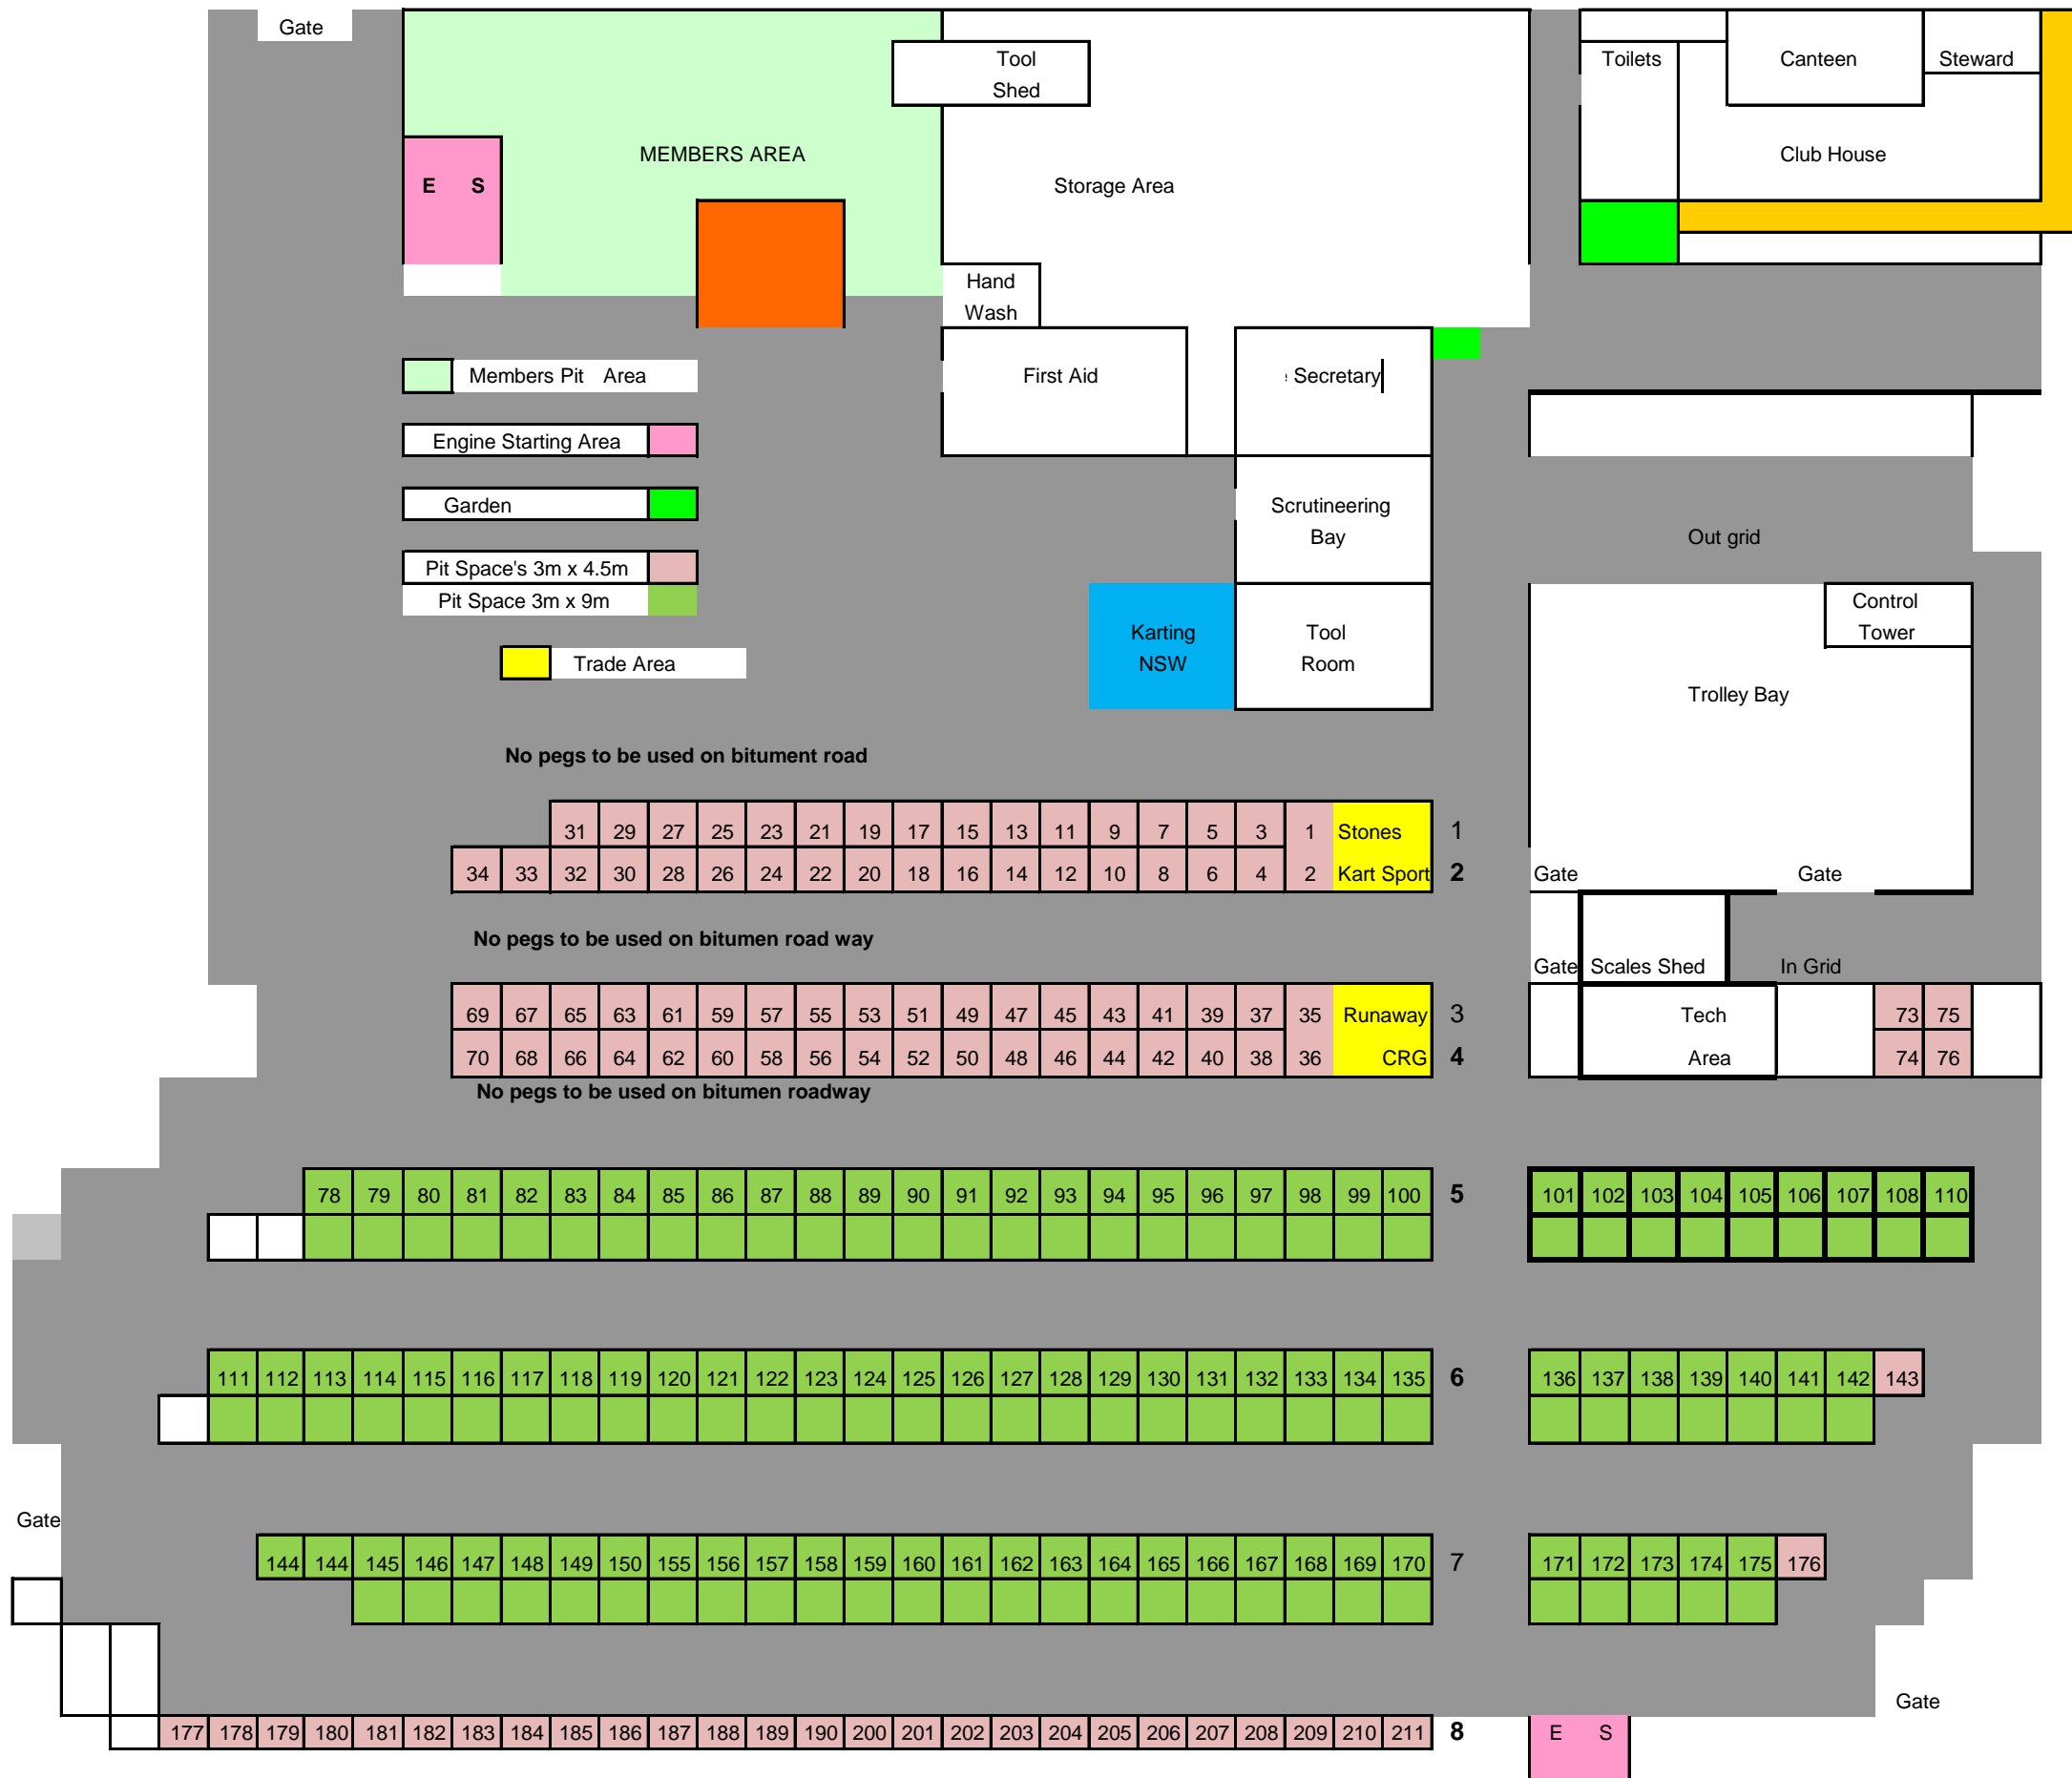 Gate
Tool
Shed
Toilets
Canteen
Steward
MEMBERS AREA
Club House
E S
Storage Area
Hand
Wash
Members Pit Area
First Aid
Secretary
Engine Starting Area
Garden
Scrutineering
Bay
Out grid
Pit Space's 3m x 4.5m
Pit Space 3m x 9m
Control
Tower
Karting
NSW
Tool
Room
Trade Area
Trolley Bay
No pegs to be used on bitument road
31 29 27 25 23 21 19 17 15 13 11 9 7 5 3 1 Stones 1
34 33 32 30 28 26 24 22 20 18 16 14 12 10 8 6 4 2 Kart Sport 2
Gate Gate
No pegs to be used on bitumen road way
Gate Scales Shed In Grid
69 67 65 63 61 59 57 55 53 51 49 47 45 43 41 39 37 35 Runaway 3
Tech
73 75
70 68 66 64 62 60 58 56 54 52 50 48 46 44 42 40 38 36 CRG 4
Area
74 76
No pegs to be used on bitumen roadway
78 79 80 81 82 83 84 85 86 87 88 89 90 91 92 93 94 95 96 97 98 99 100 5 101 102 103 104 105 106 107 108 110
111 112 113 114 115 116 117 118 119 120 121 122 123 124 125 126 127 128 129 130 131 132 133 134 135 6 136 137 138 139 140 141 142 143
Gate
144 144 145 146 147 148 149 150 155 156 157 158 159 160 161 162 163 164 165 166 167 168 169 170 7 171 172 173 174 175 176
Gate
177 178 179 180 181 182 183 184 185 186 187 188 189 190 200 201 202 203 204 205 206 207 208 209 210 211 8 E S